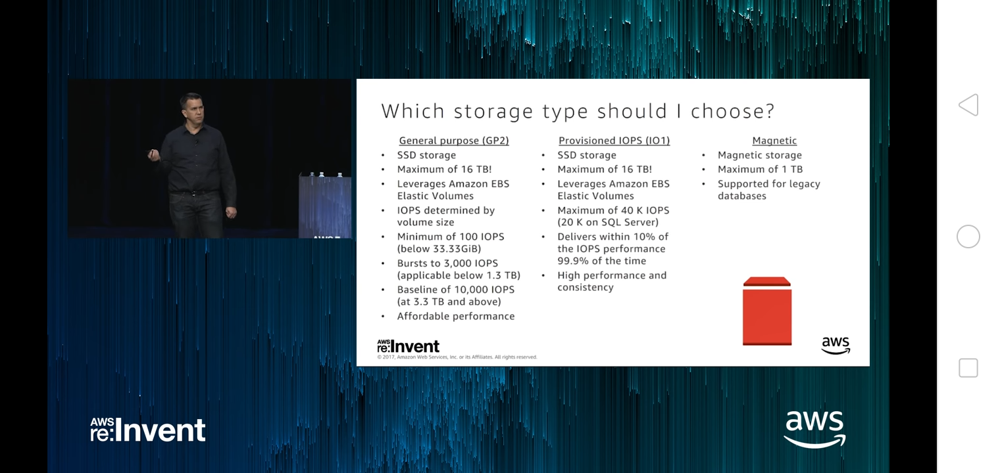 Which storage type should I choose?
General purpose (GP2)
• SSD storage
• Maximum of 16 TB!
• Leverages Amazon EBS
Elastic Volumes
• IOPS determined by
volume size
• Minimum of 100 IOPS
(below 33.33GiB)
• Bursts to 3,000 IOPS
(applicable below 1.3 TB)
• Baseline of 10,000 IOPS
(at 3.3 TB and above)
• Affordable performance
Provisioned IOPS (IO1)
• SSD storage
• Maximum of 16 TB!
• Leverages Amazon EBS
Elastic Volumes
• Maximum of 40 K IOPS
(20 K on SQL Server)
• Delivers within 10% of
the IOPS performance
99.9% of the time
• High performance and
consistency
Magnetic
• Magnetic storage
• Maximum of 1 TB
• Supported for legacy
databases
AWS
re:Invent
© 2017, Amazon Web Services, Inc. or its Affiliates. All rights reserved.
aws
AWS
re:Invent
aws